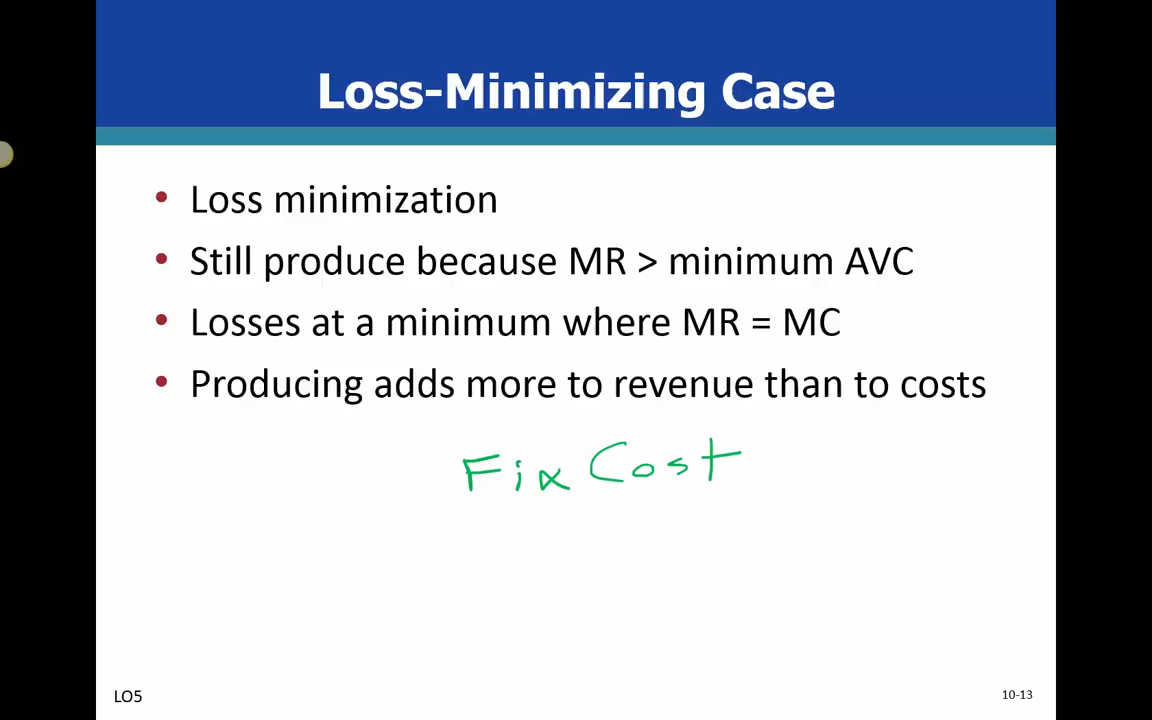 Loss-Minimizing Case
• Loss minimization
• Still produce because MR > minimum AVC
• Losses at a minimum where MR = MC
• Producing adds more to revenue than to costs
Fix Cost
LO5
10-13